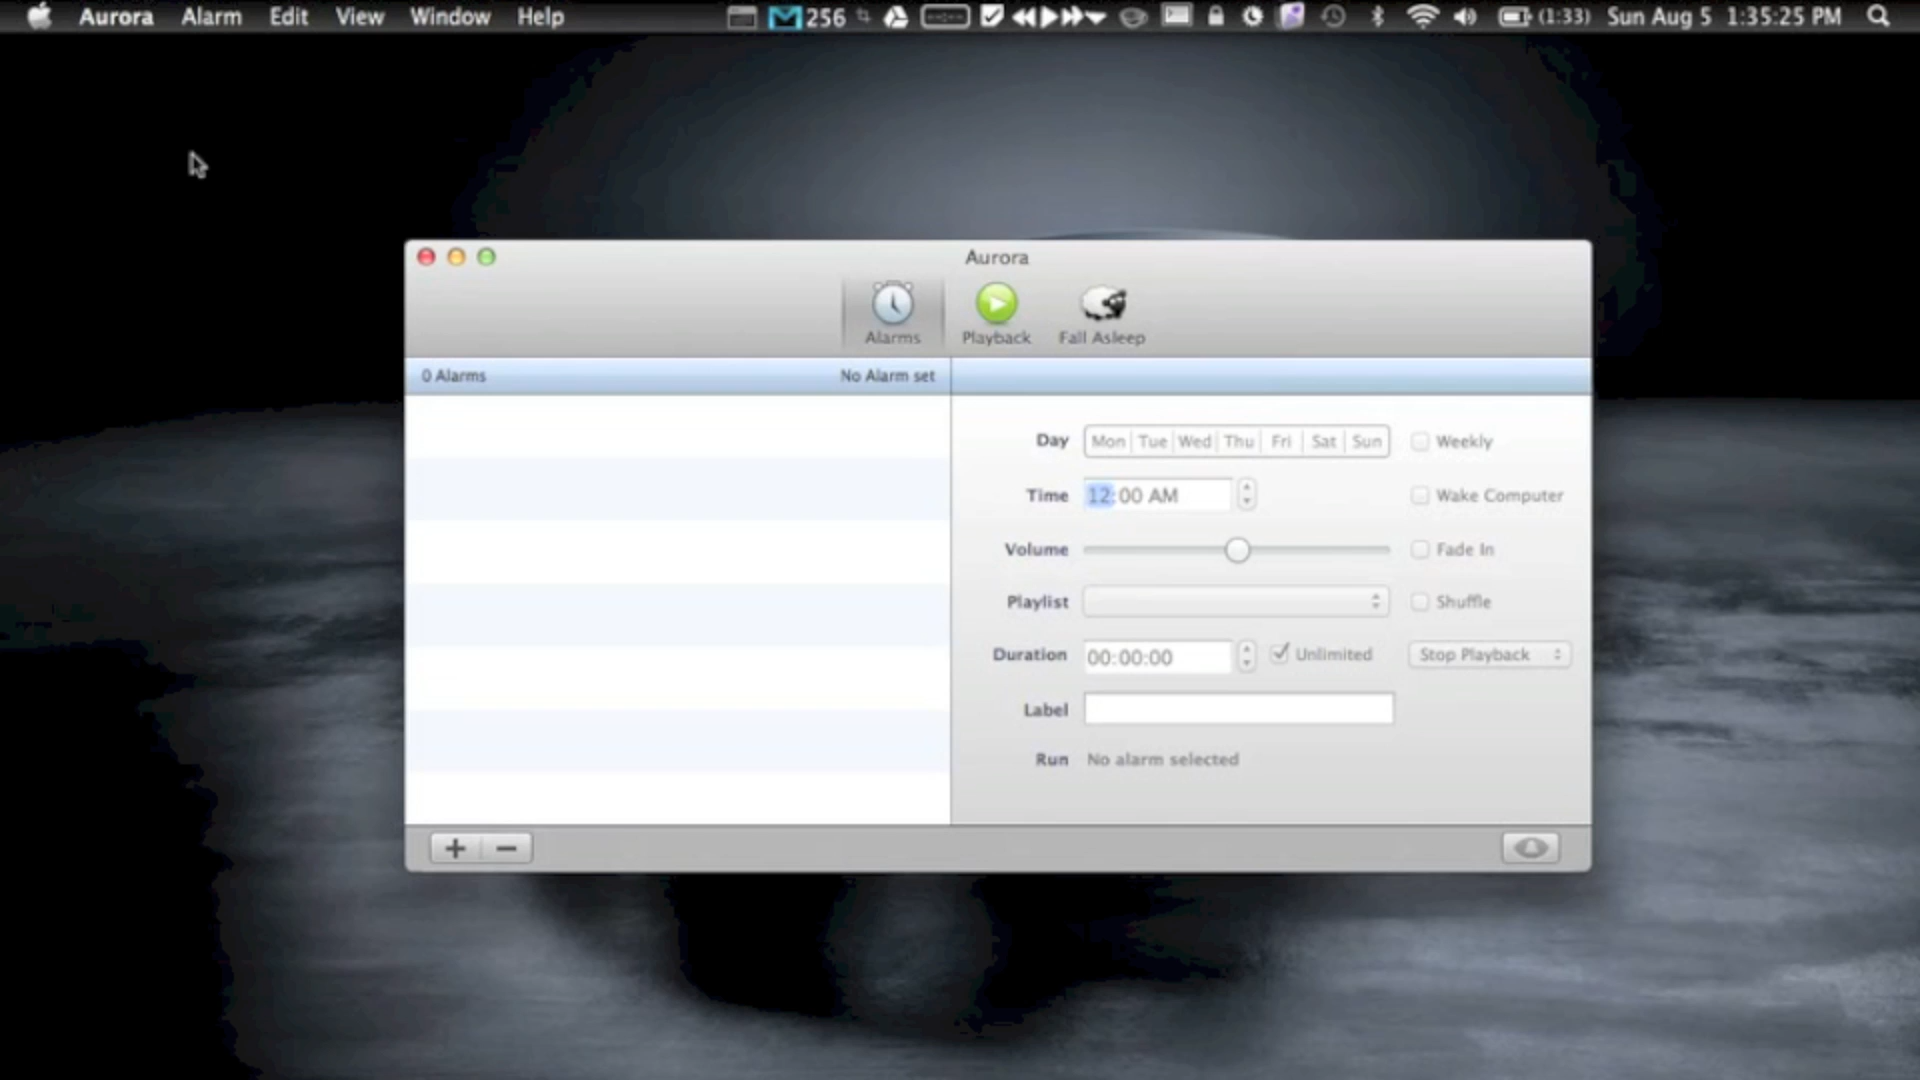 Aurora Alarm Edit View Window Help 256 (1:33) Sun Aug 5 1:35:25 PM
Aurora
Alarms Playback Fall Asleep
0 Alarms No Alarm set
Day Mon Tue Wed Thu Fri Sat Sun Weekly
Time 12:00 AM Wake Computer
Volume Fade In
Playlist Shuffle
Duration 00:00:00 Unlimited Stop Playback
Label
Run No alarm selected